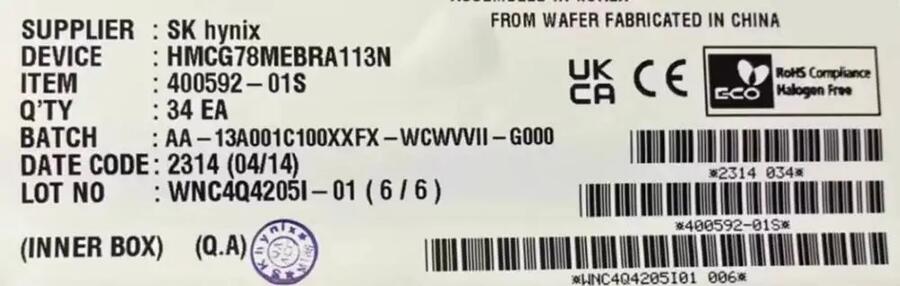 FROM WAFER FABRICATED IN CHINA
SUPPLIER : SK hynix
DEVICE : HMCG78MEBRA113N
ITEM : 400592-01S
Q'TY : 34 EA
BATCH : AA-13A001C100XXFX-WCWVVII-G000
DATE CODE : 2314 (04/14)
LOT NO : WNC4Q4205I-01 (6/6)
(INNER BOX) (Q.A)
SK hynix
UK
CA
CE
ECO
RoHS Compliance
Halogen Free
*2314 034*
*400592-01S*
*WNC4Q4205I01 006*